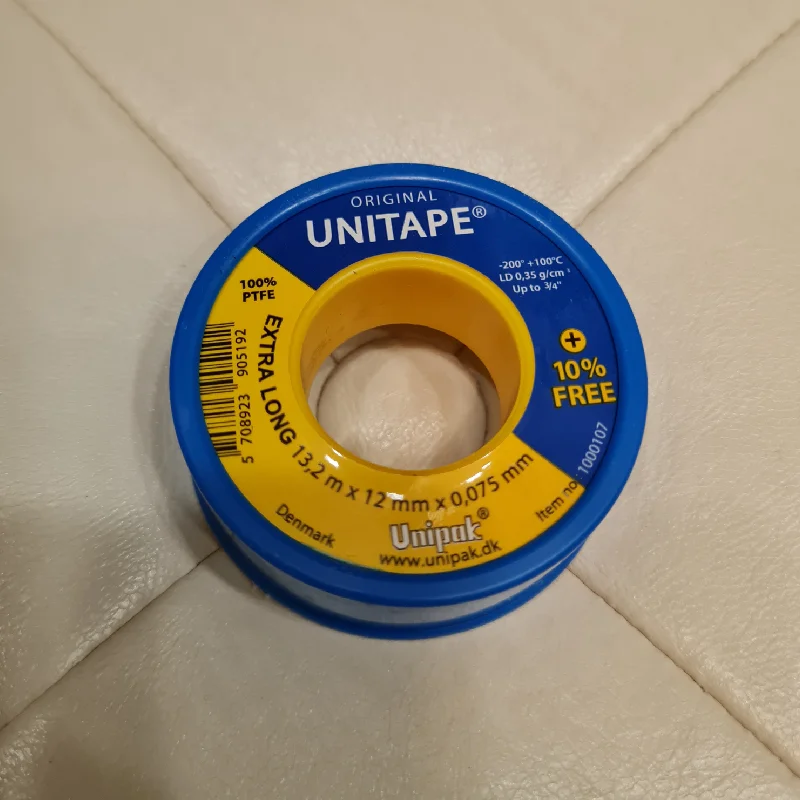 ORIGINAL
UNITAPE®
-200° +100°C
LD 0,35 g/cm³
Up to 3/4"
+
10%
FREE
100%
PTFE
5 708923 905192
EXTRA LONG 13,2 m x 12 mm x 0,075 mm
Item no.: 1000107
Denmark
Unipak®
www.unipak.dk